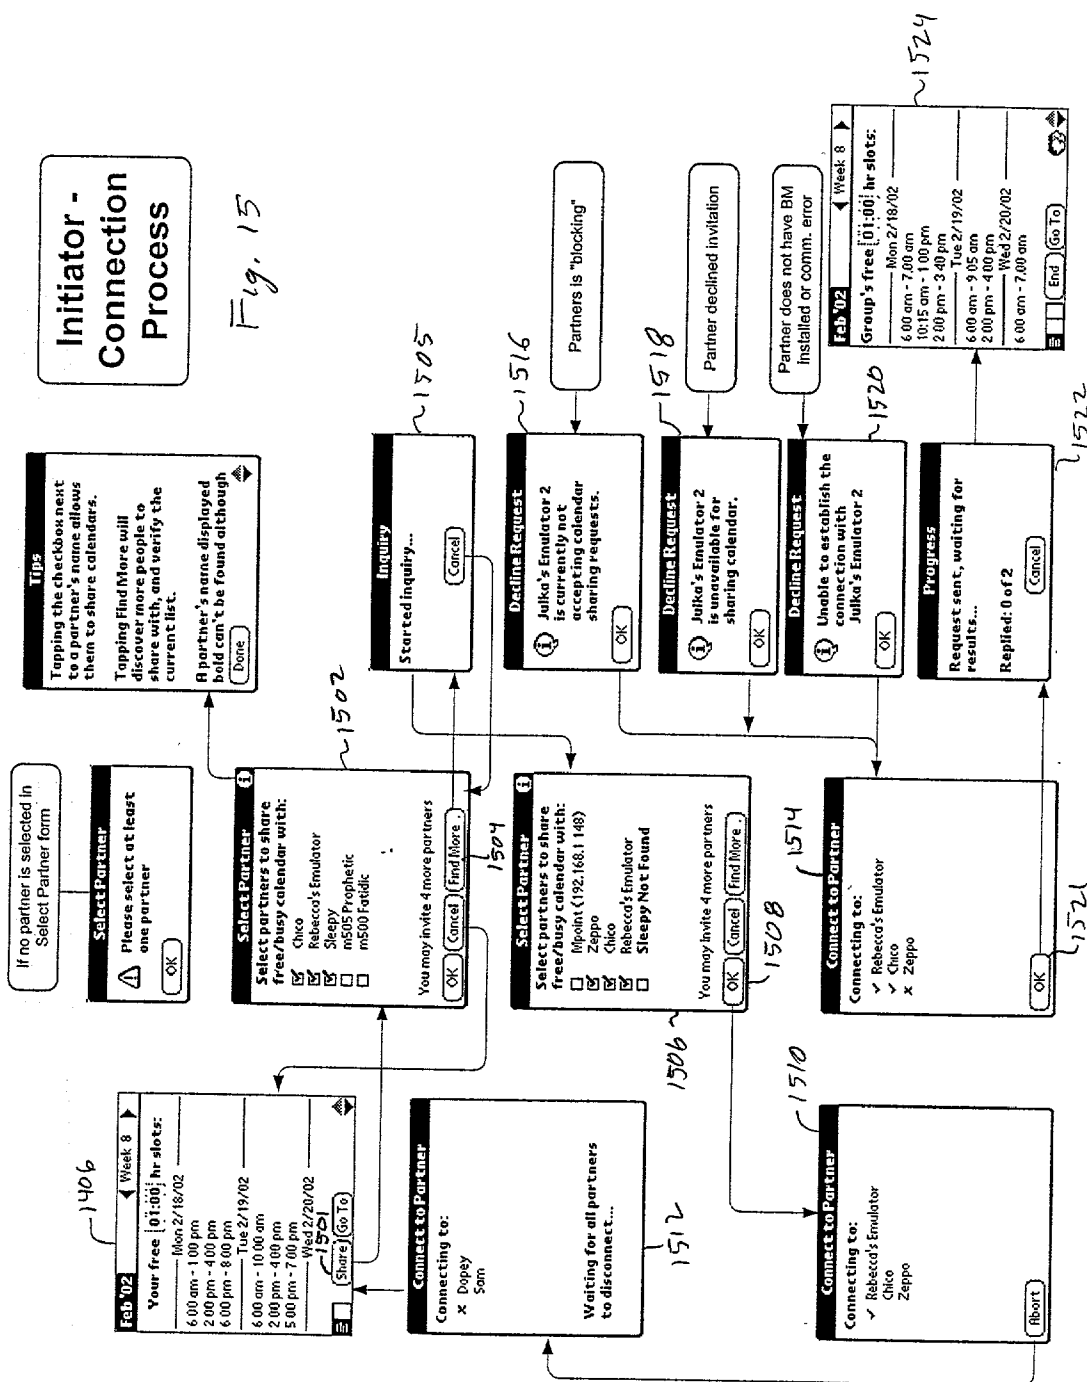 Initiator -
Connection
Process
Fig. 15
If no partner is selected in
Select Partner form
Select Partner
Please select at least
one partner
OK
Tips
Tapping the checkbox next
to a partner's name allows
them to share calendars.
Tapping Find More will
discover more people to
share with, and verify the
current list.
A partner's name displayed
bold can't be found although
Done
1406
Feb '02
Week 8
Your free 01:00 hr slots:
Mon 2/18/02
6 00 am - 1 00 pm
2 00 pm - 4 00 pm
6 00 pm - 8 00 pm
Tue 2/19/02
6 00 am - 10 00 am
2 00 pm - 4 00 pm
5 00 pm - 7 00 pm
Wed 2/20/02
1501
Share
Go To
Select Partner
Select partners to share
free/busy calendar with:
Chico
Rebecca's Emulator
Sleepy
m505 Prophetic
m500 Fatidic
You may invite 4 more partners
OK
Cancel
Find More .
1502
1504
Inquiry
Started inquiry...
Cancel
1505
Connect to Partner
Connecting to:
x Dopey
Sam
Waiting for all partners
to disconnect...
1512
Select Partner
Select partners to share
free/busy calendar with:
Mpoint (192.168.1 148)
Zeppo
Chico
Rebecca's Emulator
Sleepy Not Found
You may invite 4 more partners
OK
Cancel
Find More .
1506
1508
Decline Request
Julka's Emulator 2
is currently not
accepting calendar
sharing requests.
OK
1516
Partners is "blocking"
Decline Request
Julka's Emulator 2
is unavailable for
sharing calendar.
OK
1518
Partner declined invitation
Decline Request
Unable to establish the
connection with
Julka's Emulator 2
OK
1520
Partner does not have BM
installed or comm. error
Connect to Partner
Connecting to:
✓ Rebecca's Emulator
Chico
Zeppo
Abort
1510
Connect to Partner
Connecting to:
✓ Rebecca's Emulator
✓ Chico
x Zeppo
OK
1514
1521
Progress
Request sent, waiting for
results...
Replied: 0 of 2
Cancel
1522
Feb '02
Week 8
Group's free 01:00 hr slots:
Mon 2/18/02
6 00 am - 7.00 am
10:15 am - 1 00 pm
2 00 pm - 3 40 pm
Tue 2/19/02
6 00 am - 9 05 am
2 00 pm - 4 00 pm
Wed 2/20/02
6 00 am - 7.00 am
End
Go To
1524